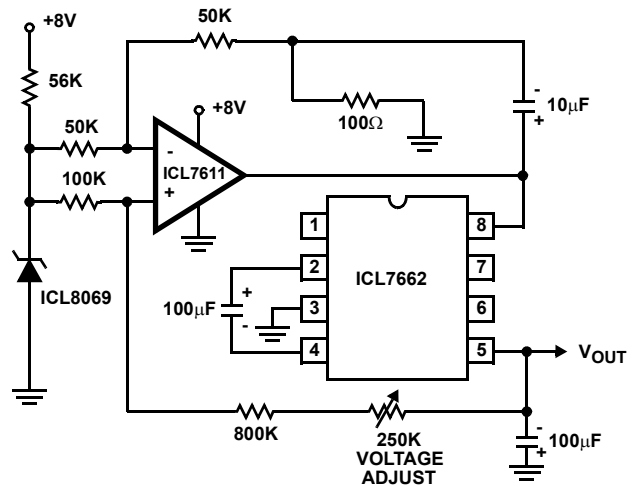 +8V
50K
56K
+8V
100Ω
-
+
10μF
50K
-
ICL7611
+
100K
ICL8069
1
2
3
4
ICL7662
8
7
6
5
100μF
+
-
VOUT
800K
250K
VOLTAGE
ADJUST
-
+
100μF